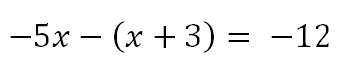 −5x − (x + 3) = −12